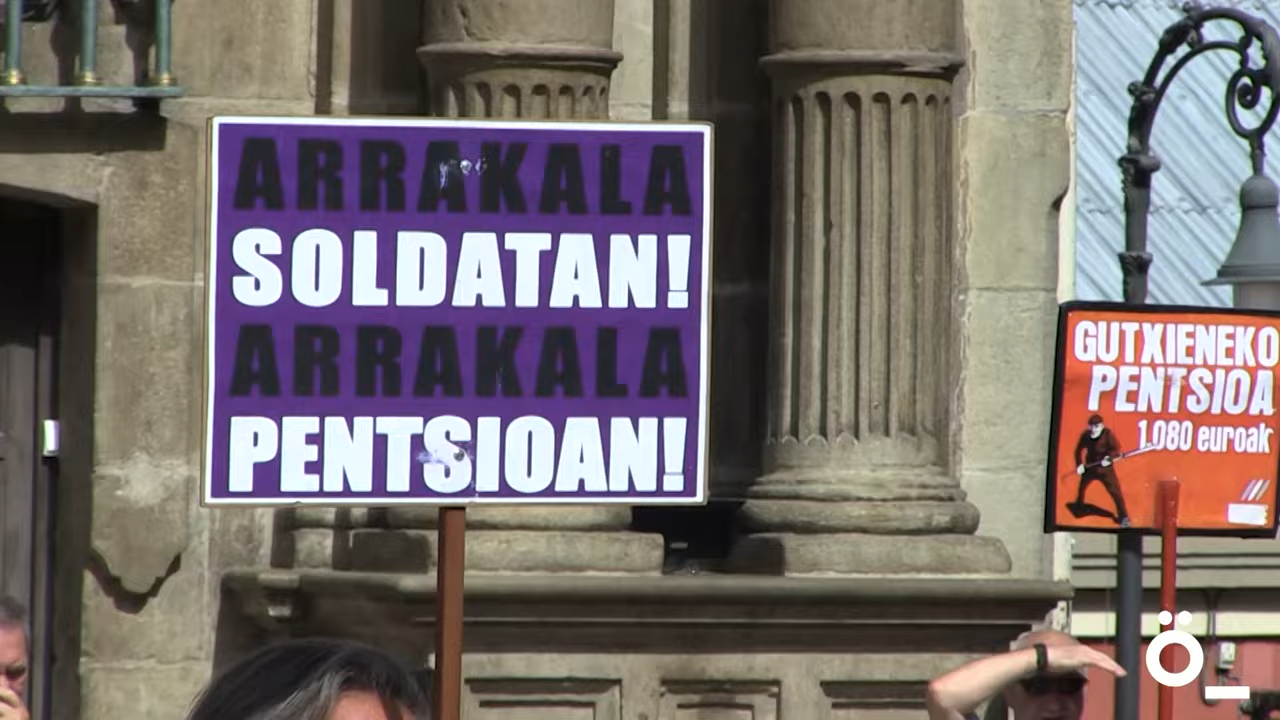 ARRAKALA
SOLDATAN!
ARRAKALA
PENTSIOAN!
GUTXIENEKO
PENTSIOA
1.080 euroak